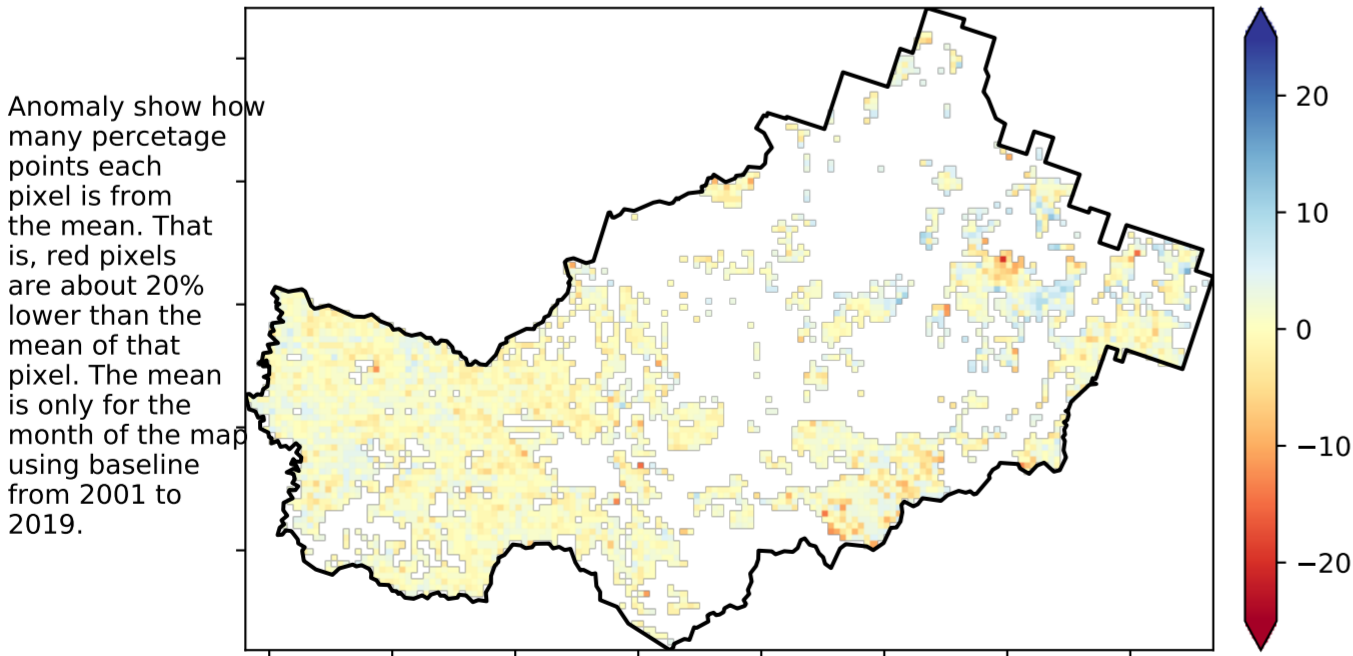 Anomaly show how
many percetage
points each
pixel is from
the mean. That
is, red pixels
are about 20%
lower than the
mean of that
pixel. The mean
is only for the
month of the map
using baseline
from 2001 to
2019.
20
10
0
−10
−20